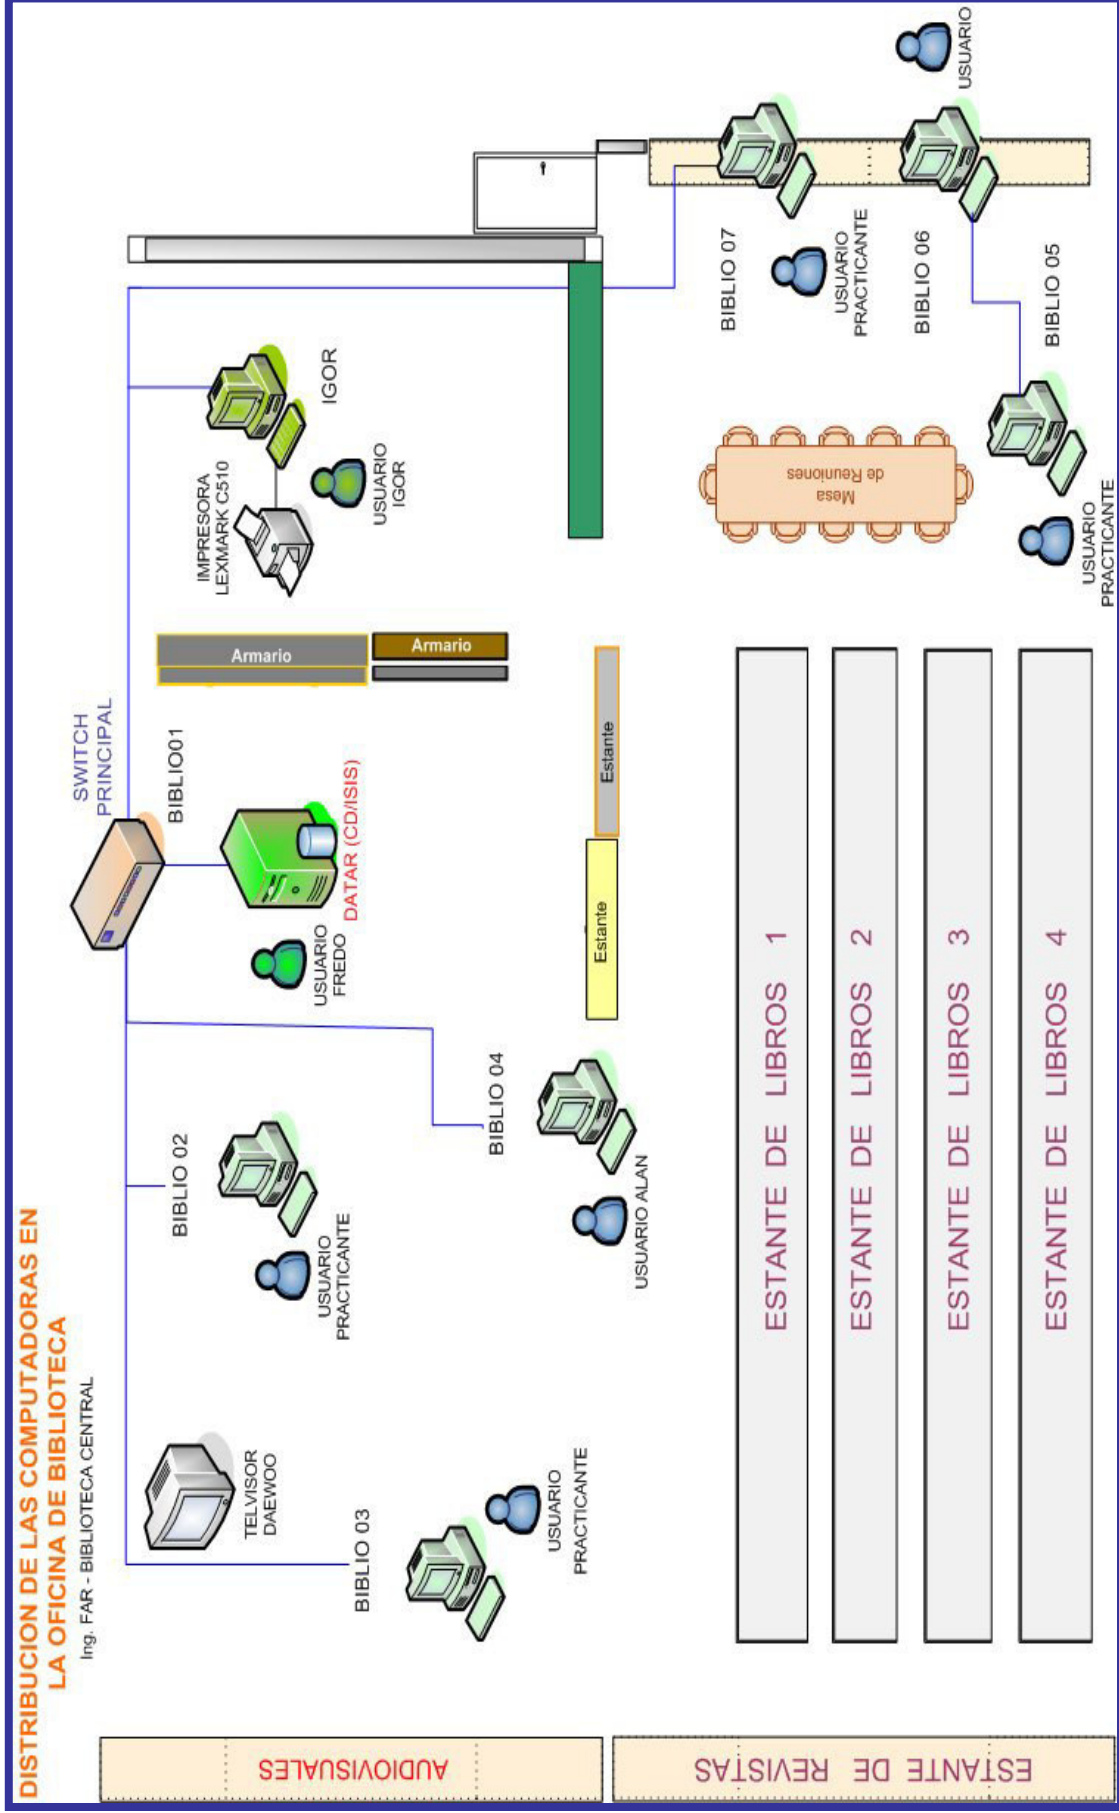 DISTRIBUCION DE LAS COMPUTADORAS EN
LA OFICINA DE BIBLIOTECA
Ing. FAR - BIBLIOTECA CENTRAL
SWITCH
PRINCIPAL
BIBLIO01
DATAR (CD/ISIS)
USUARIO
FREDO
TELVISOR
DAEWOO
BIBLIO 03
USUARIO
PRACTICANTE
BIBLIO 02
USUARIO
PRACTICANTE
BIBLIO 04
USUARIO ALAN
Armario
Armario
IMPRESORA
LEXMARK C510
IGOR
USUARIO
IGOR
Estante
Estante
AUDIOVISUALES
ESTANTE DE REVISTAS
ESTANTE DE LIBROS 1
ESTANTE DE LIBROS 2
ESTANTE DE LIBROS 3
ESTANTE DE LIBROS 4
Mesa
de Reuniones
BIBLIO 07
USUARIO
PRACTICANTE
BIBLIO 06
USUARIO
BIBLIO 05
USUARIO
PRACTICANTE